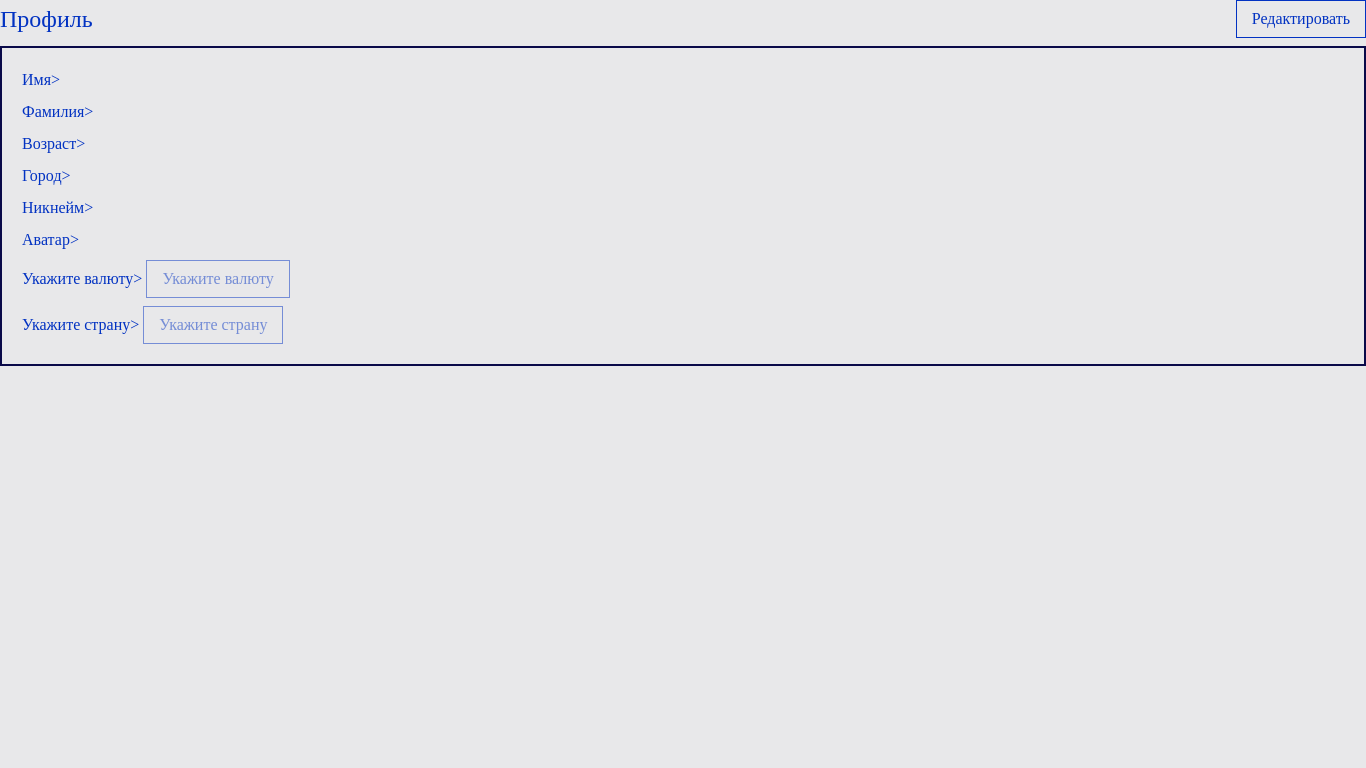 Профиль
Редактировать
Имя>
Фамилия>
Возраст>
Город>
Никнейм>
Аватар>
Укажите валюту> Укажите валюту
Укажите страну> Укажите страну